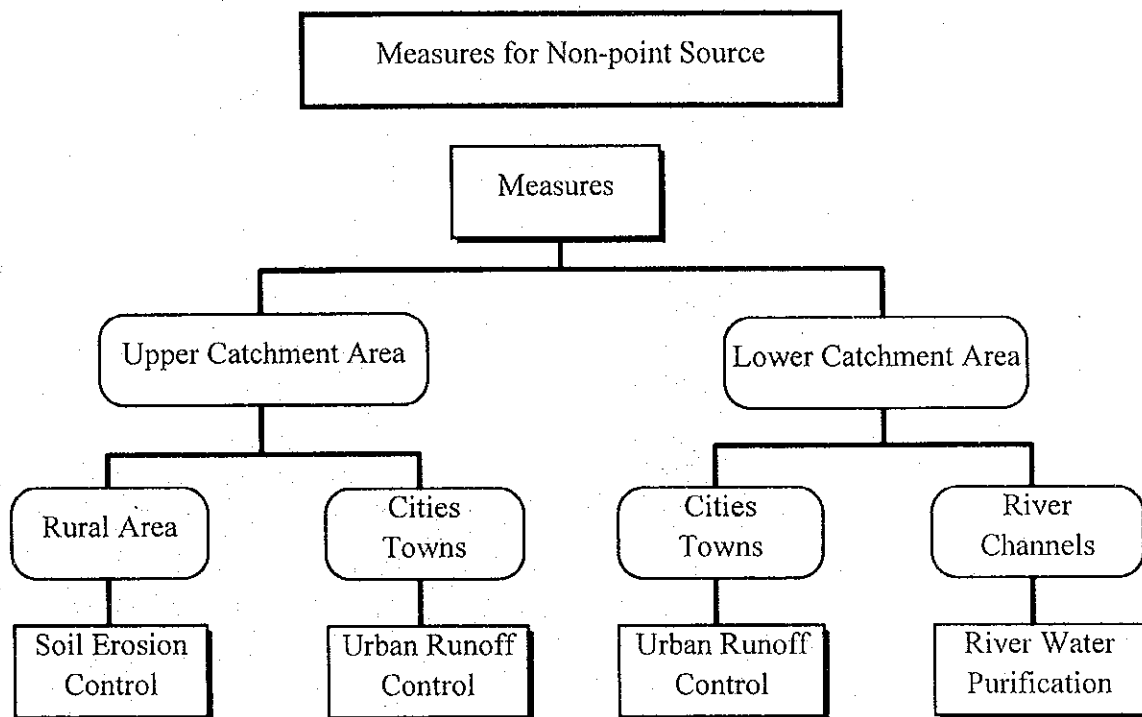 Measures for Non-point Source
Measures
Upper Catchment Area
Lower Catchment Area
Rural Area
Cities
Towns
Cities
Towns
River
Channels
Soil Erosion
Control
Urban Runoff
Control
Urban Runoff
Control
River Water
Purification